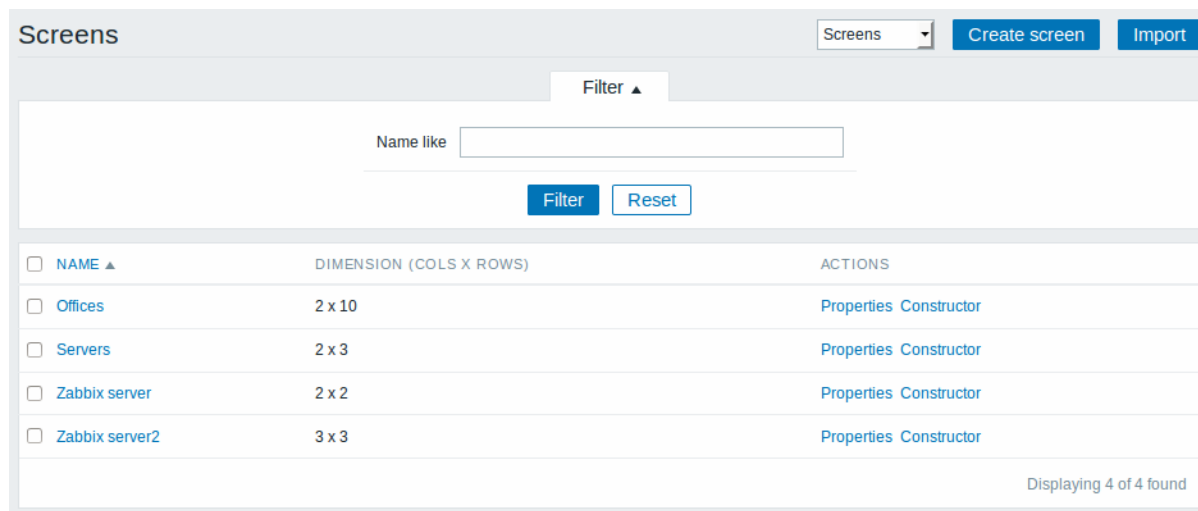 Screens Screens Create screen Import
Filter ▲
Name like
Filter Reset
NAME ▲ DIMENSION (COLS X ROWS) ACTIONS
Offices 2 x 10 Properties Constructor
Servers 2 x 3 Properties Constructor
Zabbix server 2 x 2 Properties Constructor
Zabbix server2 3 x 3 Properties Constructor
Displaying 4 of 4 found